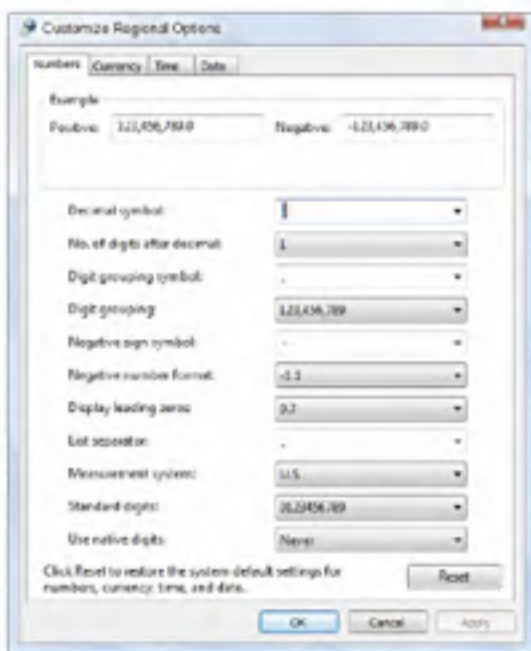 Customize Regional Options
Numbers Currency Time Date
Example
Positive: 123,456,789.0 Negative: -123,456,789.0
Decimal symbol:
No. of digits after decimal: 1
Digit grouping symbol: ,
Digit grouping: 123,456,789
Negative sign symbol: -
Negative number format: -1.1
Display leading zeros: 0.7
List separator: ,
Measurement system: U.S.
Standard digits: 0123456789
Use native digits: Never
Click Reset to restore the system default settings for
numbers, currency, time, and date.
Reset
OK Cancel Apply